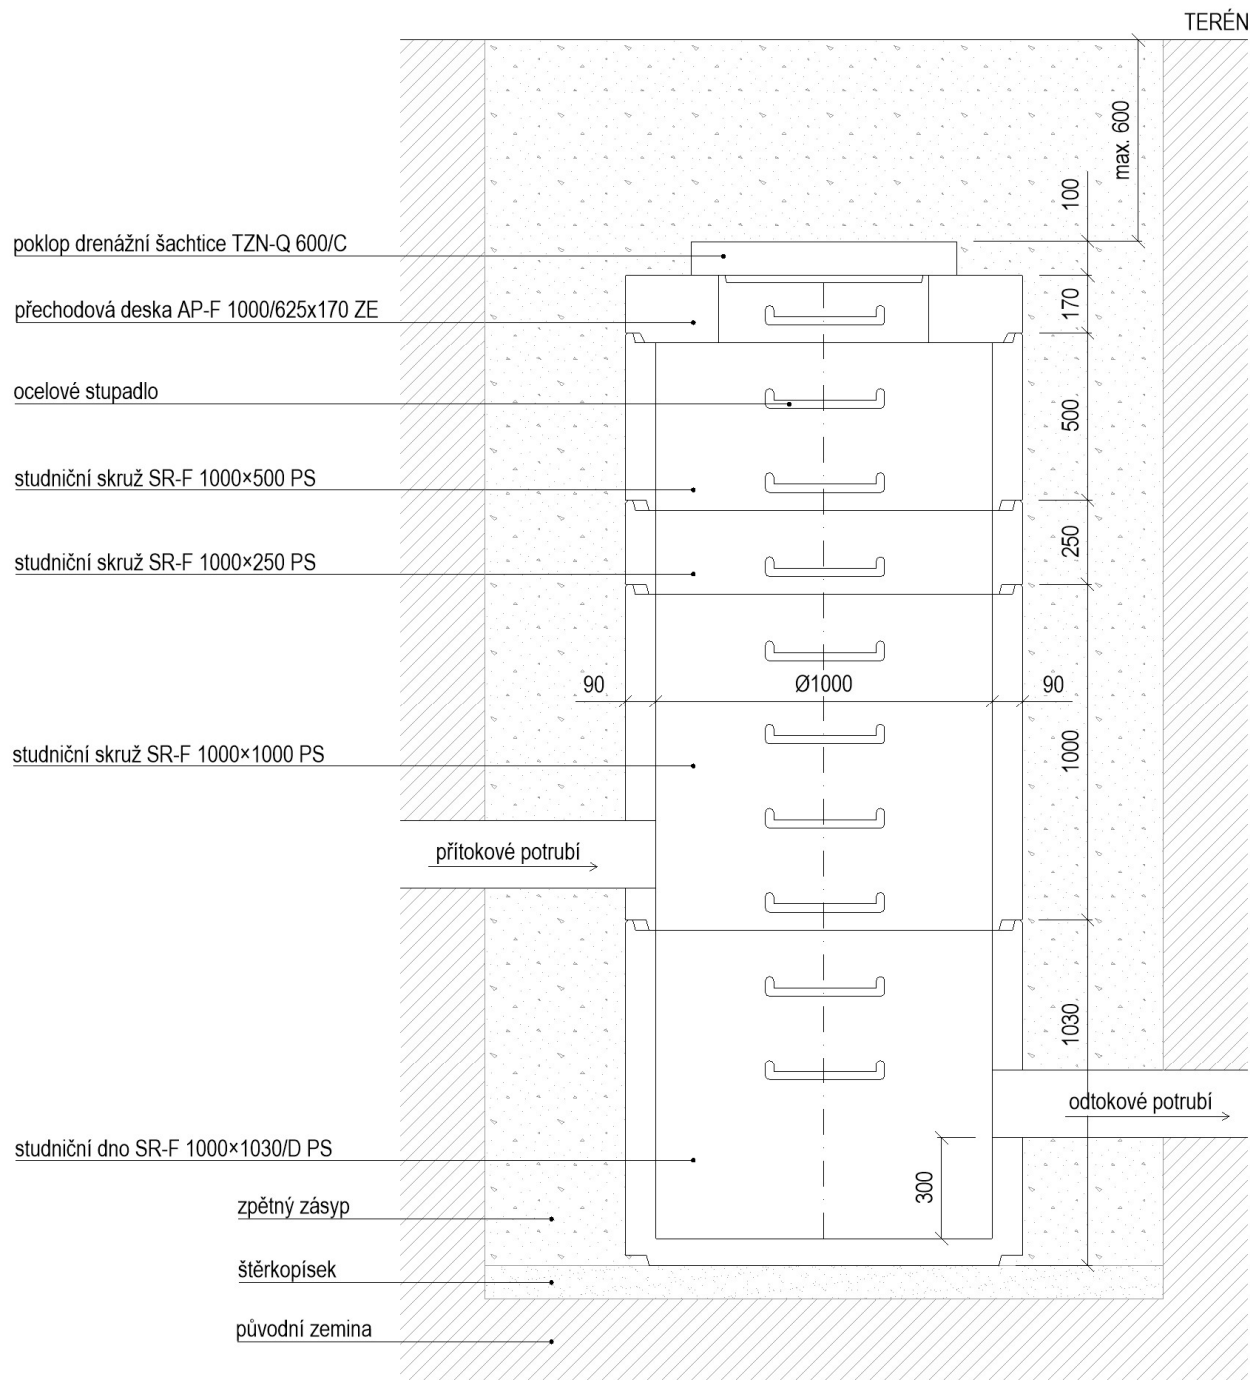 TERÉN
max. 600
100
poklop drenážní šachtice TZN-Q 600/C
170
přechodová deska AP-F 1000/625x170 ZE
ocelové stupadlo
500
studniční skruž SR-F 1000×500 PS
250
studniční skruž SR-F 1000×250 PS
90
Ø1000
90
1000
studniční skruž SR-F 1000×1000 PS
přítokové potrubí
1030
odtokové potrubí
studniční dno SR-F 1000×1030/D PS
300
zpětný zásyp
štěrkopísek
původní zemina